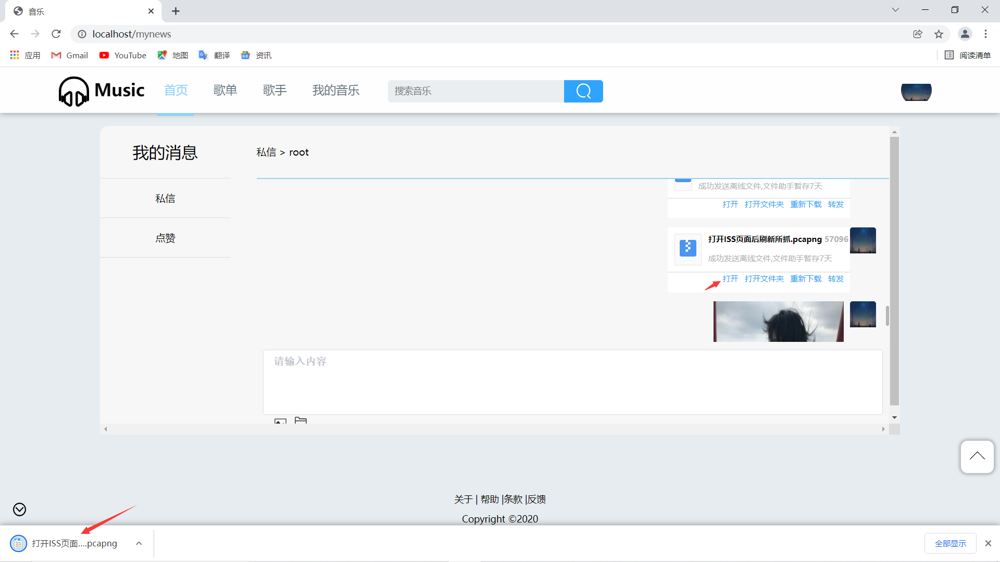 音乐
localhost/mynews
应用 Gmail YouTube 地图 翻译 资讯 阅读清单
Music 首页 歌单 歌手 我的音乐 搜索音乐
我的消息
私信 > root
私信
点赞
成功发送离线文件,文件助手暂存7天
打开 打开文件夹 重新下载 转发
打开ISS页面后刷新所抓.pcapng 57096
成功发送离线文件,文件助手暂存7天
打开 打开文件夹 重新下载 转发
请输入内容
关于 | 帮助 |条款 |反馈
Copyright ©2020
打开ISS页面....pcapng
全部显示